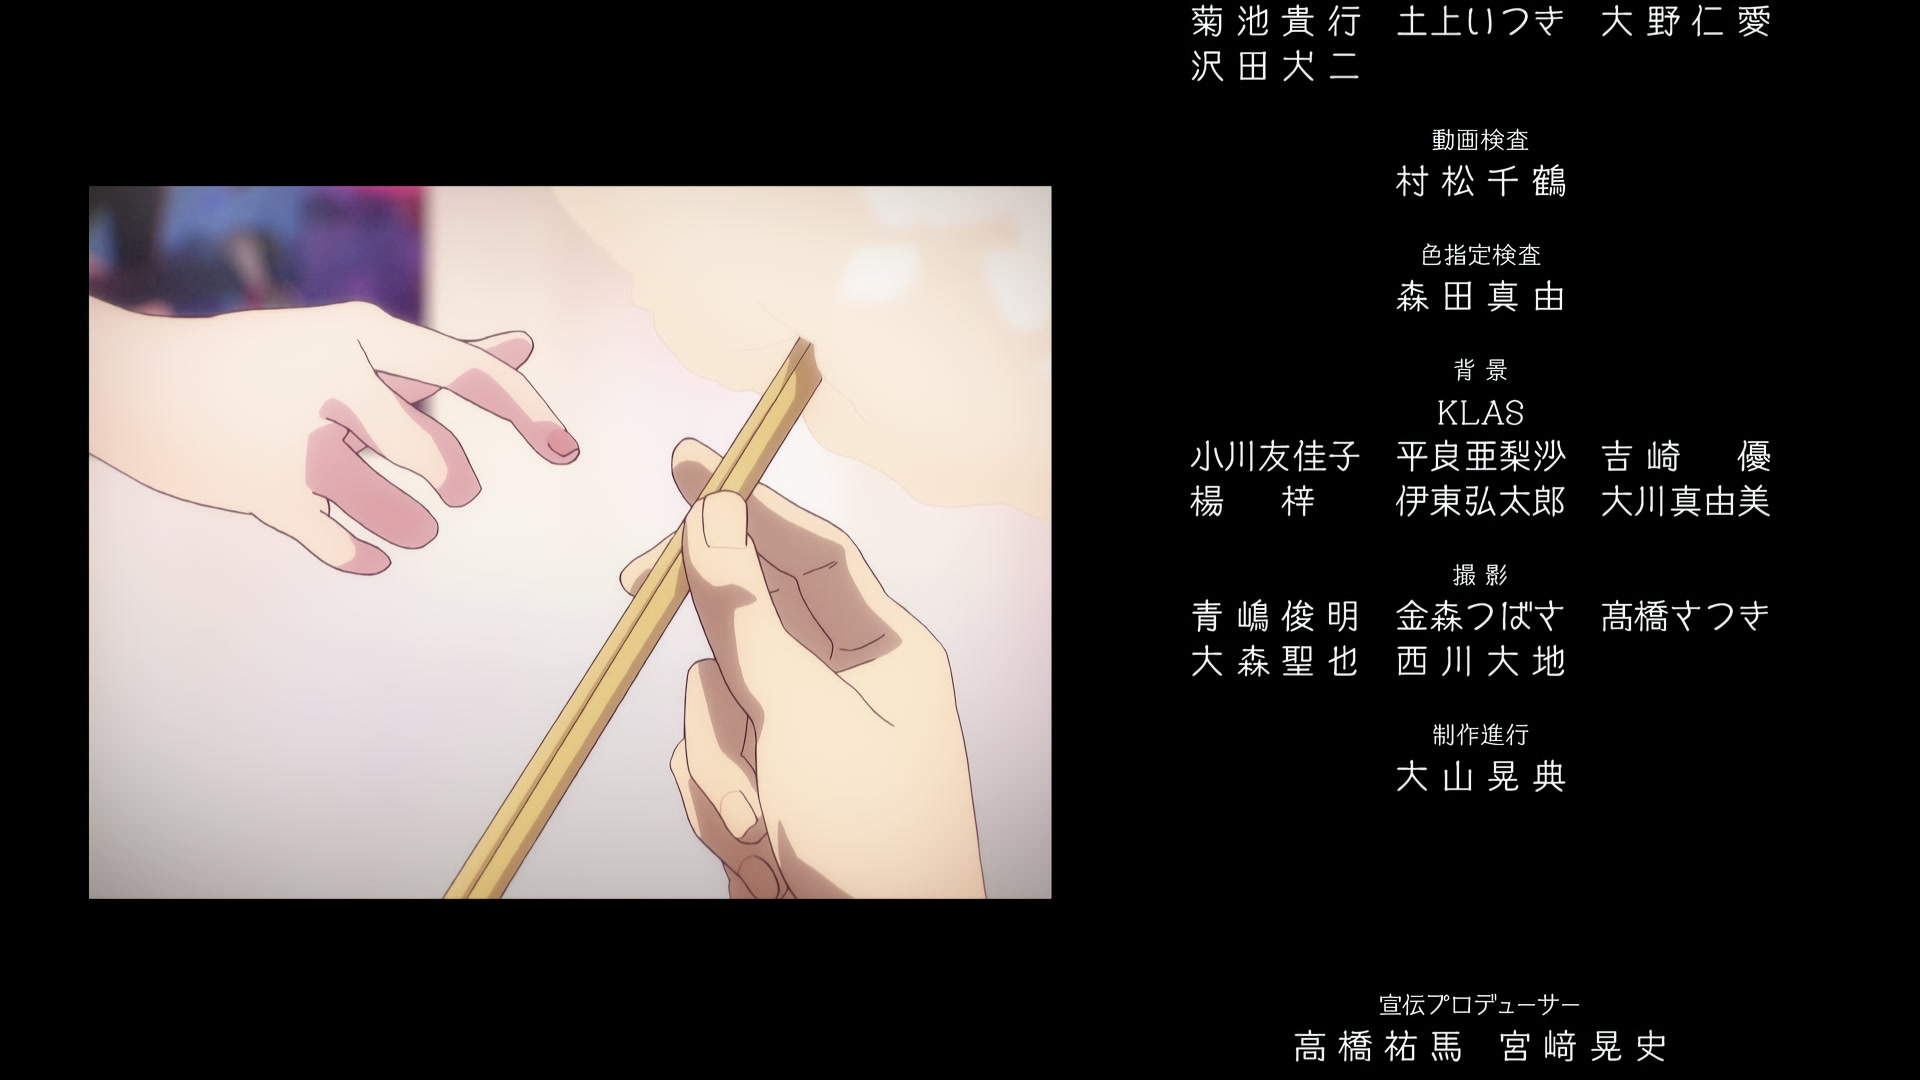 菊池貴行　土上いつき　大野仁愛
沢田犬二
動画検査
村松千鶴
色指定検査
森田真由
背景
KLAS
小川友佳子　平良亜梨沙　吉崎　優
楊　梓　伊東弘太郎　大川真由美
撮影
青嶋俊明　金森つばさ　髙橋さつき
大森聖也　西川大地
制作進行
大山晃典
宣伝プロデューサー
高橋祐馬　宮﨑晃史